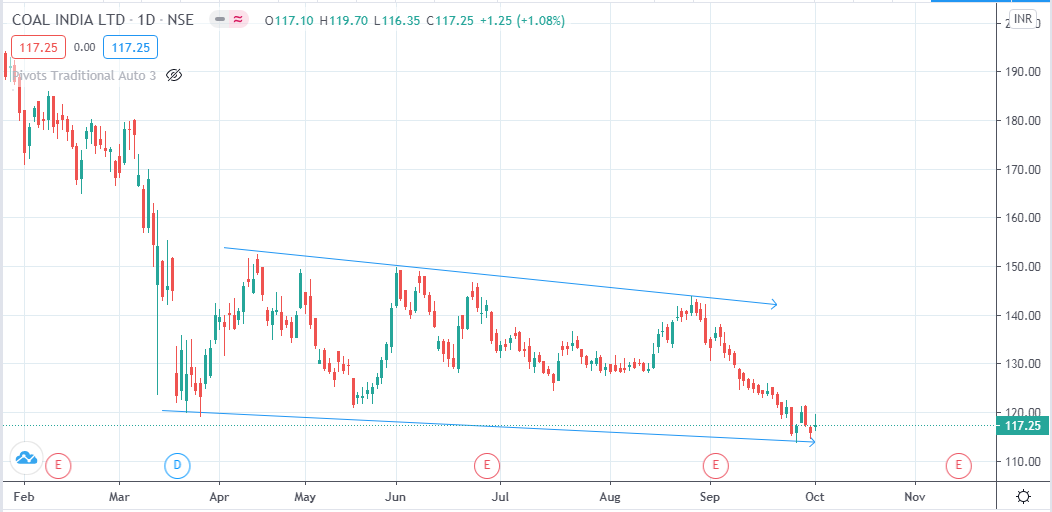 COAL INDIA LTD · 1D · NSE O117.10 H119.70 L116.35 C117.25 +1.25 (+1.08%)
INR
117.25 0.00 117.25
Pivots Traditional Auto 3
190.00
180.00
170.00
160.00
150.00
140.00
130.00
120.00
117.25
110.00
E D E E E
Feb Mar Apr May Jun Jul Aug Sep Oct Nov